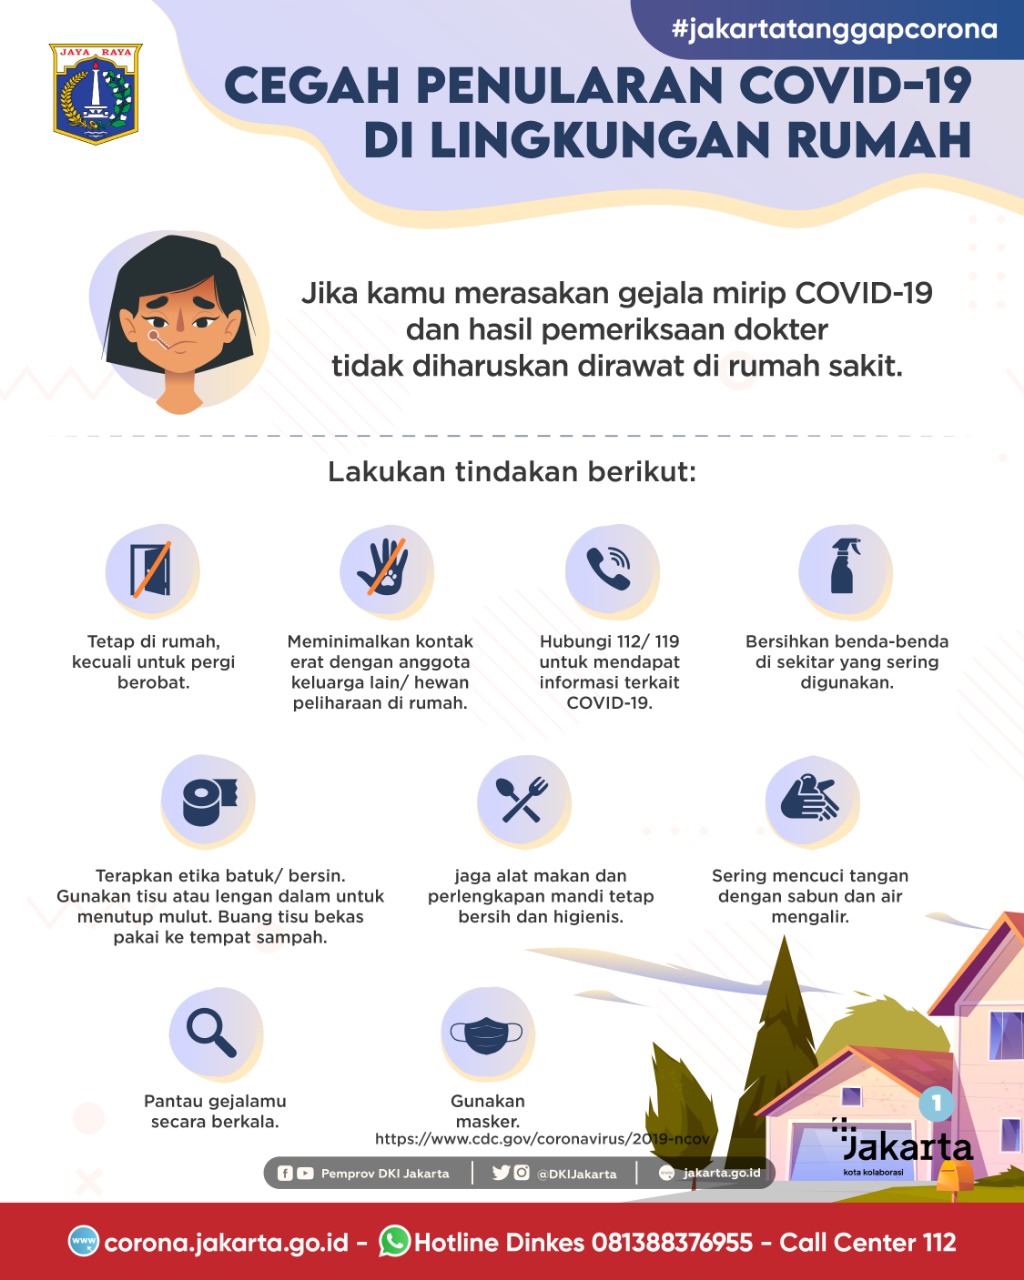 #jakartatanggapcorona
JAYA RAYA
CEGAH PENULARAN COVID-19
DI LINGKUNGAN RUMAH
Jika kamu merasakan gejala mirip COVID-19
dan hasil pemeriksaan dokter
tidak diharuskan dirawat di rumah sakit.
Lakukan tindakan berikut:
Tetap di rumah,
kecuali untuk pergi
berobat.
Meminimalkan kontak
erat dengan anggota
keluarga lain/ hewan
peliharaan di rumah.
Hubungi 112/ 119
untuk mendapat
informasi terkait
COVID-19.
Bersihkan benda-benda
di sekitar yang sering
digunakan.
Terapkan etika batuk/ bersin.
Gunakan tisu atau lengan dalam untuk
menutup mulut. Buang tisu bekas
pakai ke tempat sampah.
jaga alat makan dan
perlengkapan mandi tetap
bersih dan higienis.
Sering mencuci tangan
dengan sabun dan air
mengalir.
Pantau gejalamu
secara berkala.
Gunakan
masker.
https://www.cdc.gov/coronavirus/2019-ncov
1
Jakarta
kota kolaborasi
Pemprov DKI Jakarta | @DKIJakarta | www jakarta.go.id
www corona.jakarta.go.id - Hotline Dinkes 081388376955 - Call Center 112